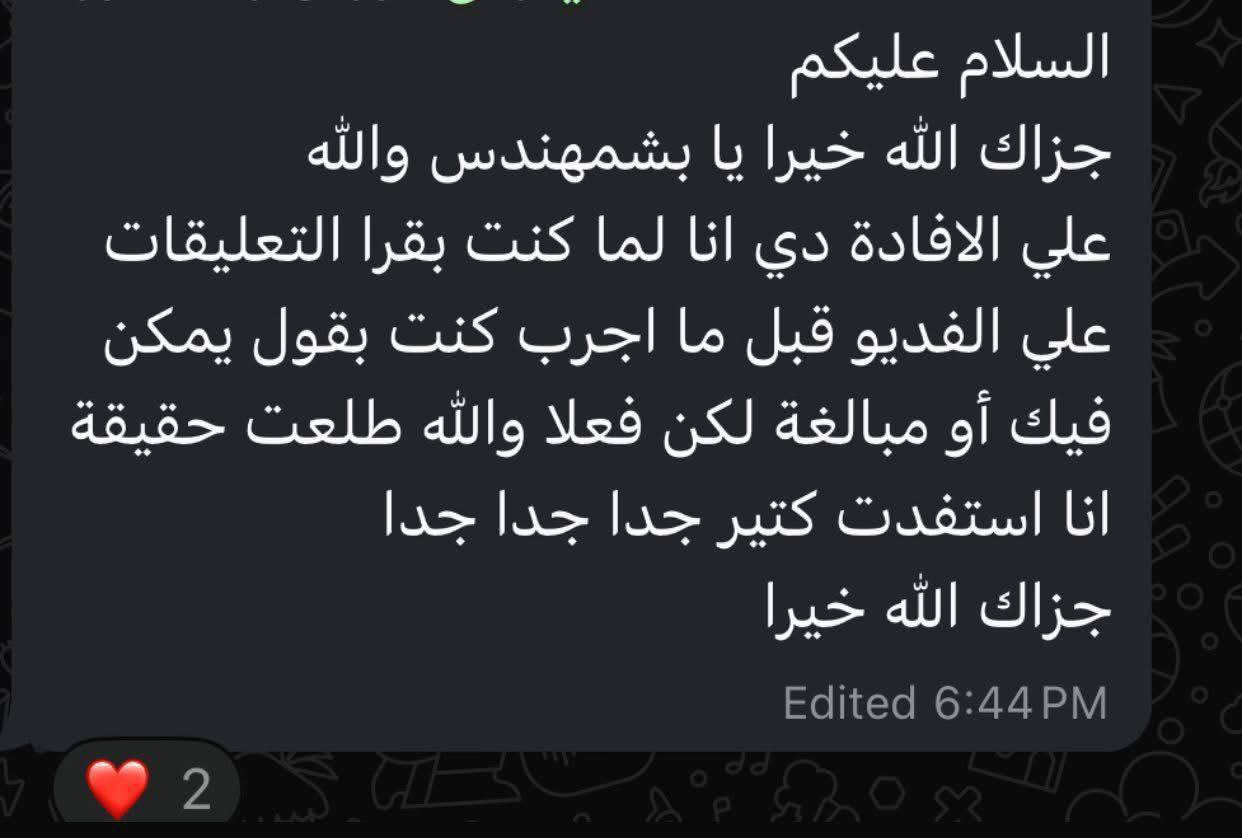 السلام عليكم
جزاك الله خيرا يا بشمهندس والله
علي الافادة دي انا لما كنت بقرا التعليقات
علي الفديو قبل ما اجرب كنت بقول يمكن
فيك أو مبالغة لكن فعلا والله طلعت حقيقة
انا استفدت كتير جدا جدا جدا
جزاك الله خيرا
Edited 6:44 PM
❤️ 2